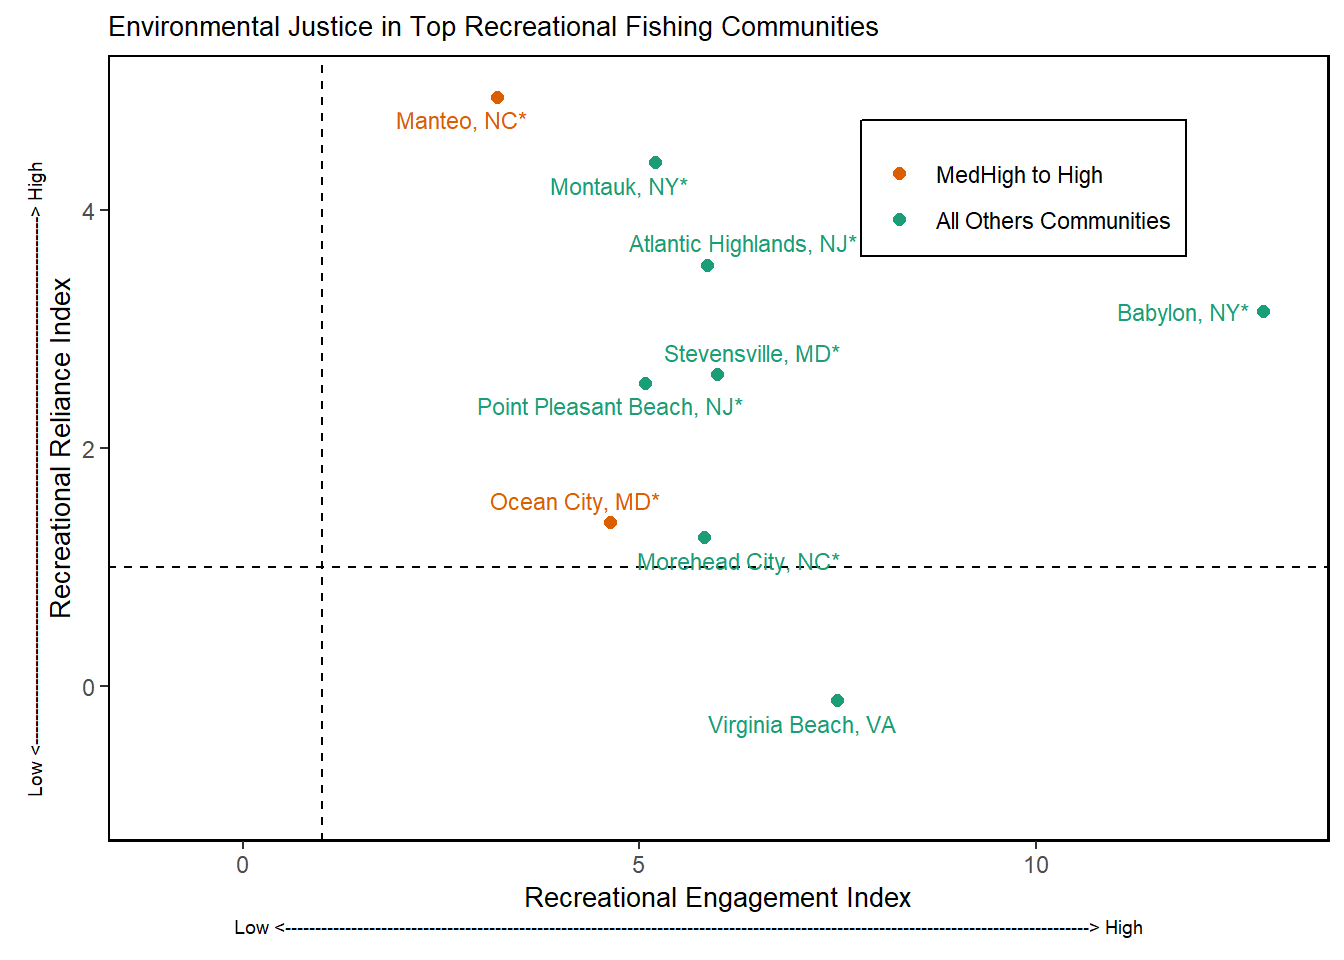 Environmental Justice in Top Recreational Fishing Communities
Manteo, NC*
Montauk, NY*
MedHigh to High
All Others Communities
Atlantic Highlands, NJ*
Babylon, NY*
Stevensville, MD*
Point Pleasant Beach, NJ*
Ocean City, MD*
Morehead City, NC*
Virginia Beach, VA
4
2
0
Recreational Reliance Index
Low <--------------------------------------------------------------------------------------> High
0
5
10
Recreational Engagement Index
Low <--------------------------------------------------------------------------------------------------------------------------------------> High